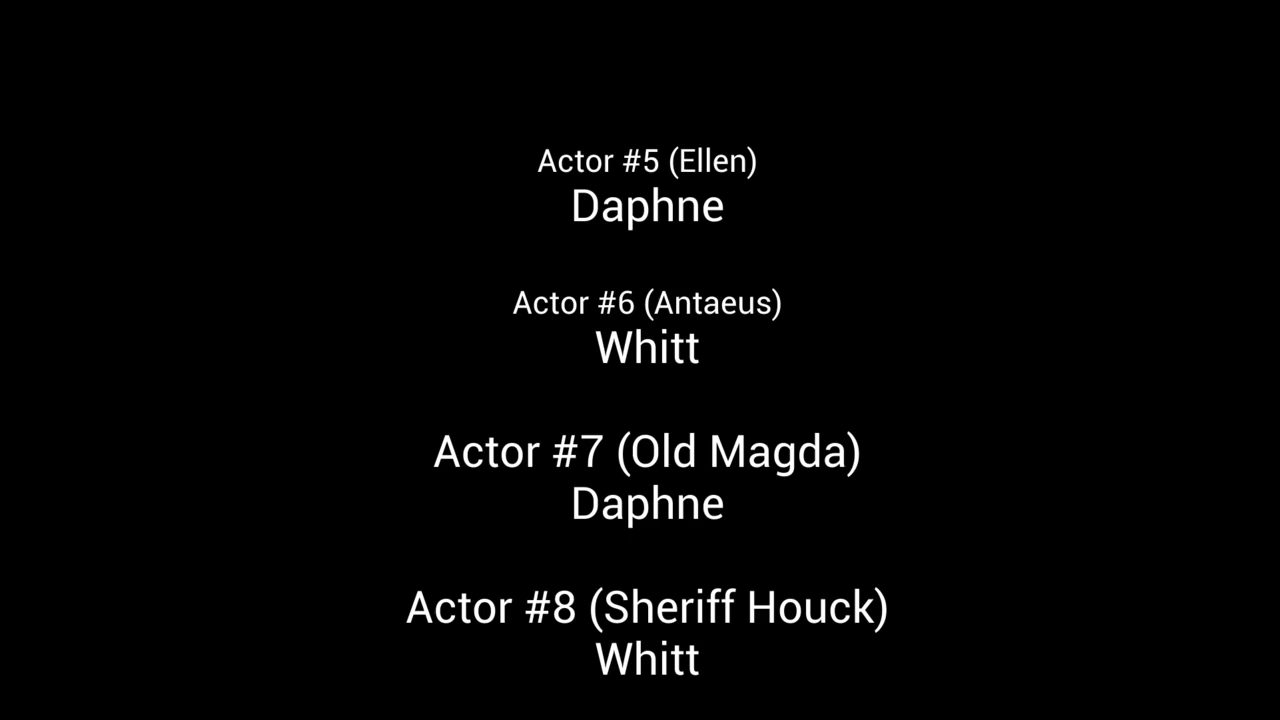 Actor #5 (Ellen)
Daphne
Actor #6 (Antaeus)
Whitt
Actor #7 (Old Magda)
Daphne
Actor #8 (Sheriff Houck)
Whitt